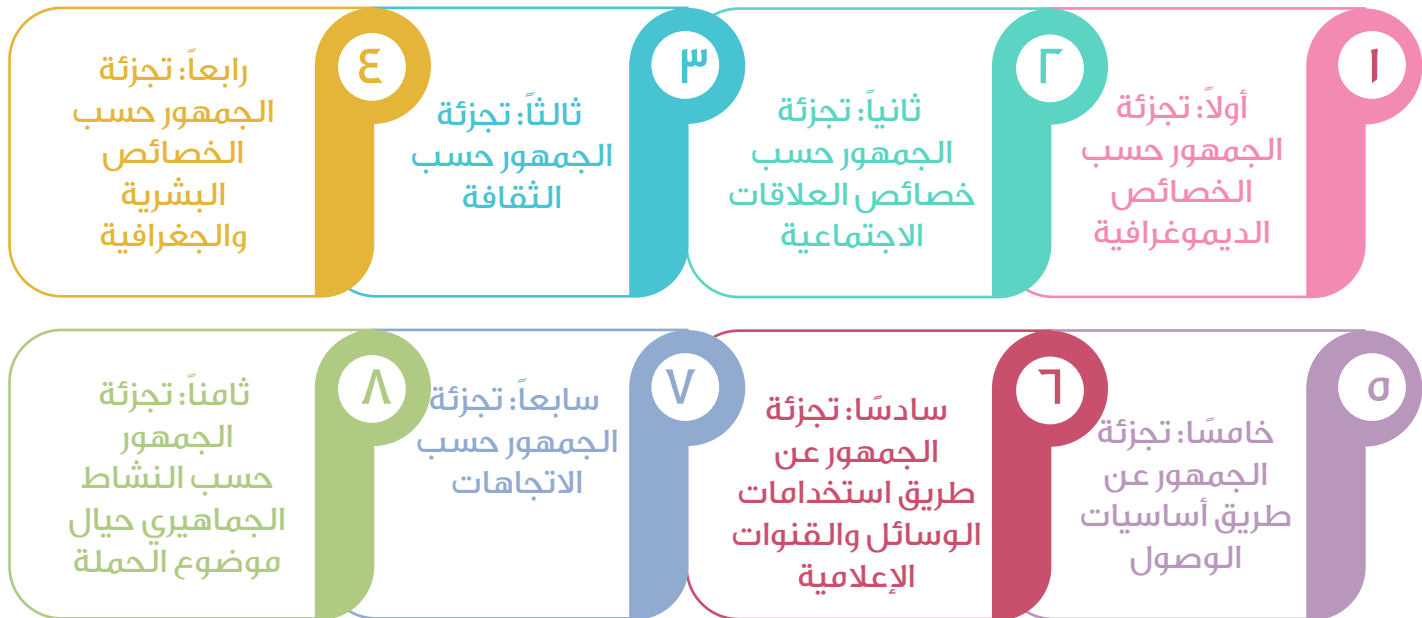 ١
أولاً: تجزئة
الجمهور حسب
الخصائص
الديموغرافية
٢
ثانياً: تجزئة
الجمهور حسب
خصائص العلاقات
الاجتماعية
٣
ثالثاً: تجزئة
الجمهور حسب
الثقافة
٤
رابعاً: تجزئة
الجمهور حسب
الخصائص
البشرية
والجغرافية
٥
خامسًا: تجزئة
الجمهور عن
طريق أساسيات
الوصول
٦
سادسًا: تجزئة
الجمهور عن
طريق استخدامات
الوسائل والقنوات
الإعلامية
٧
سابعاً: تجزئة
الجمهور حسب
الاتجاهات
٨
ثامناً: تجزئة
الجمهور
حسب النشاط
الجماهيري حيال
موضوع الحملة